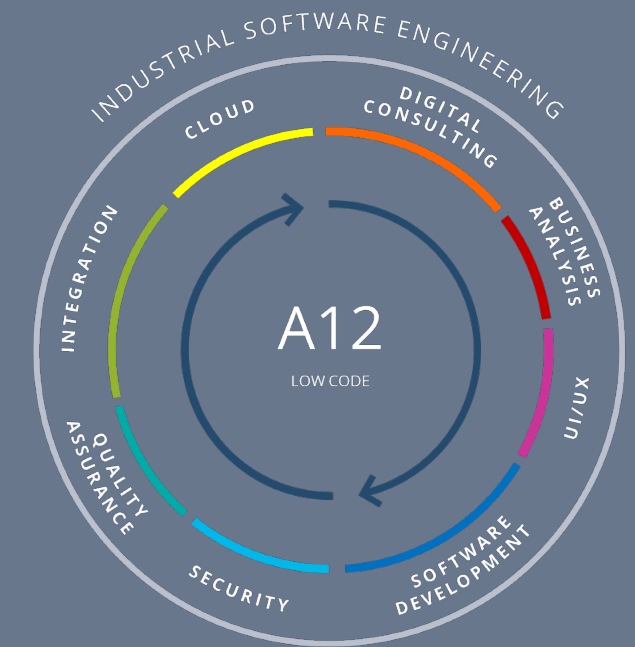 INDUSTRIAL SOFTWARE ENGINEERING
CLOUD
DIGITAL
CONSULTING
BUSINESS
ANALYSIS
UI/UX
SOFTWARE
DEVELOPMENT
SECURITY
QUALITY
ASSURANCE
INTEGRATION
A12
LOW CODE